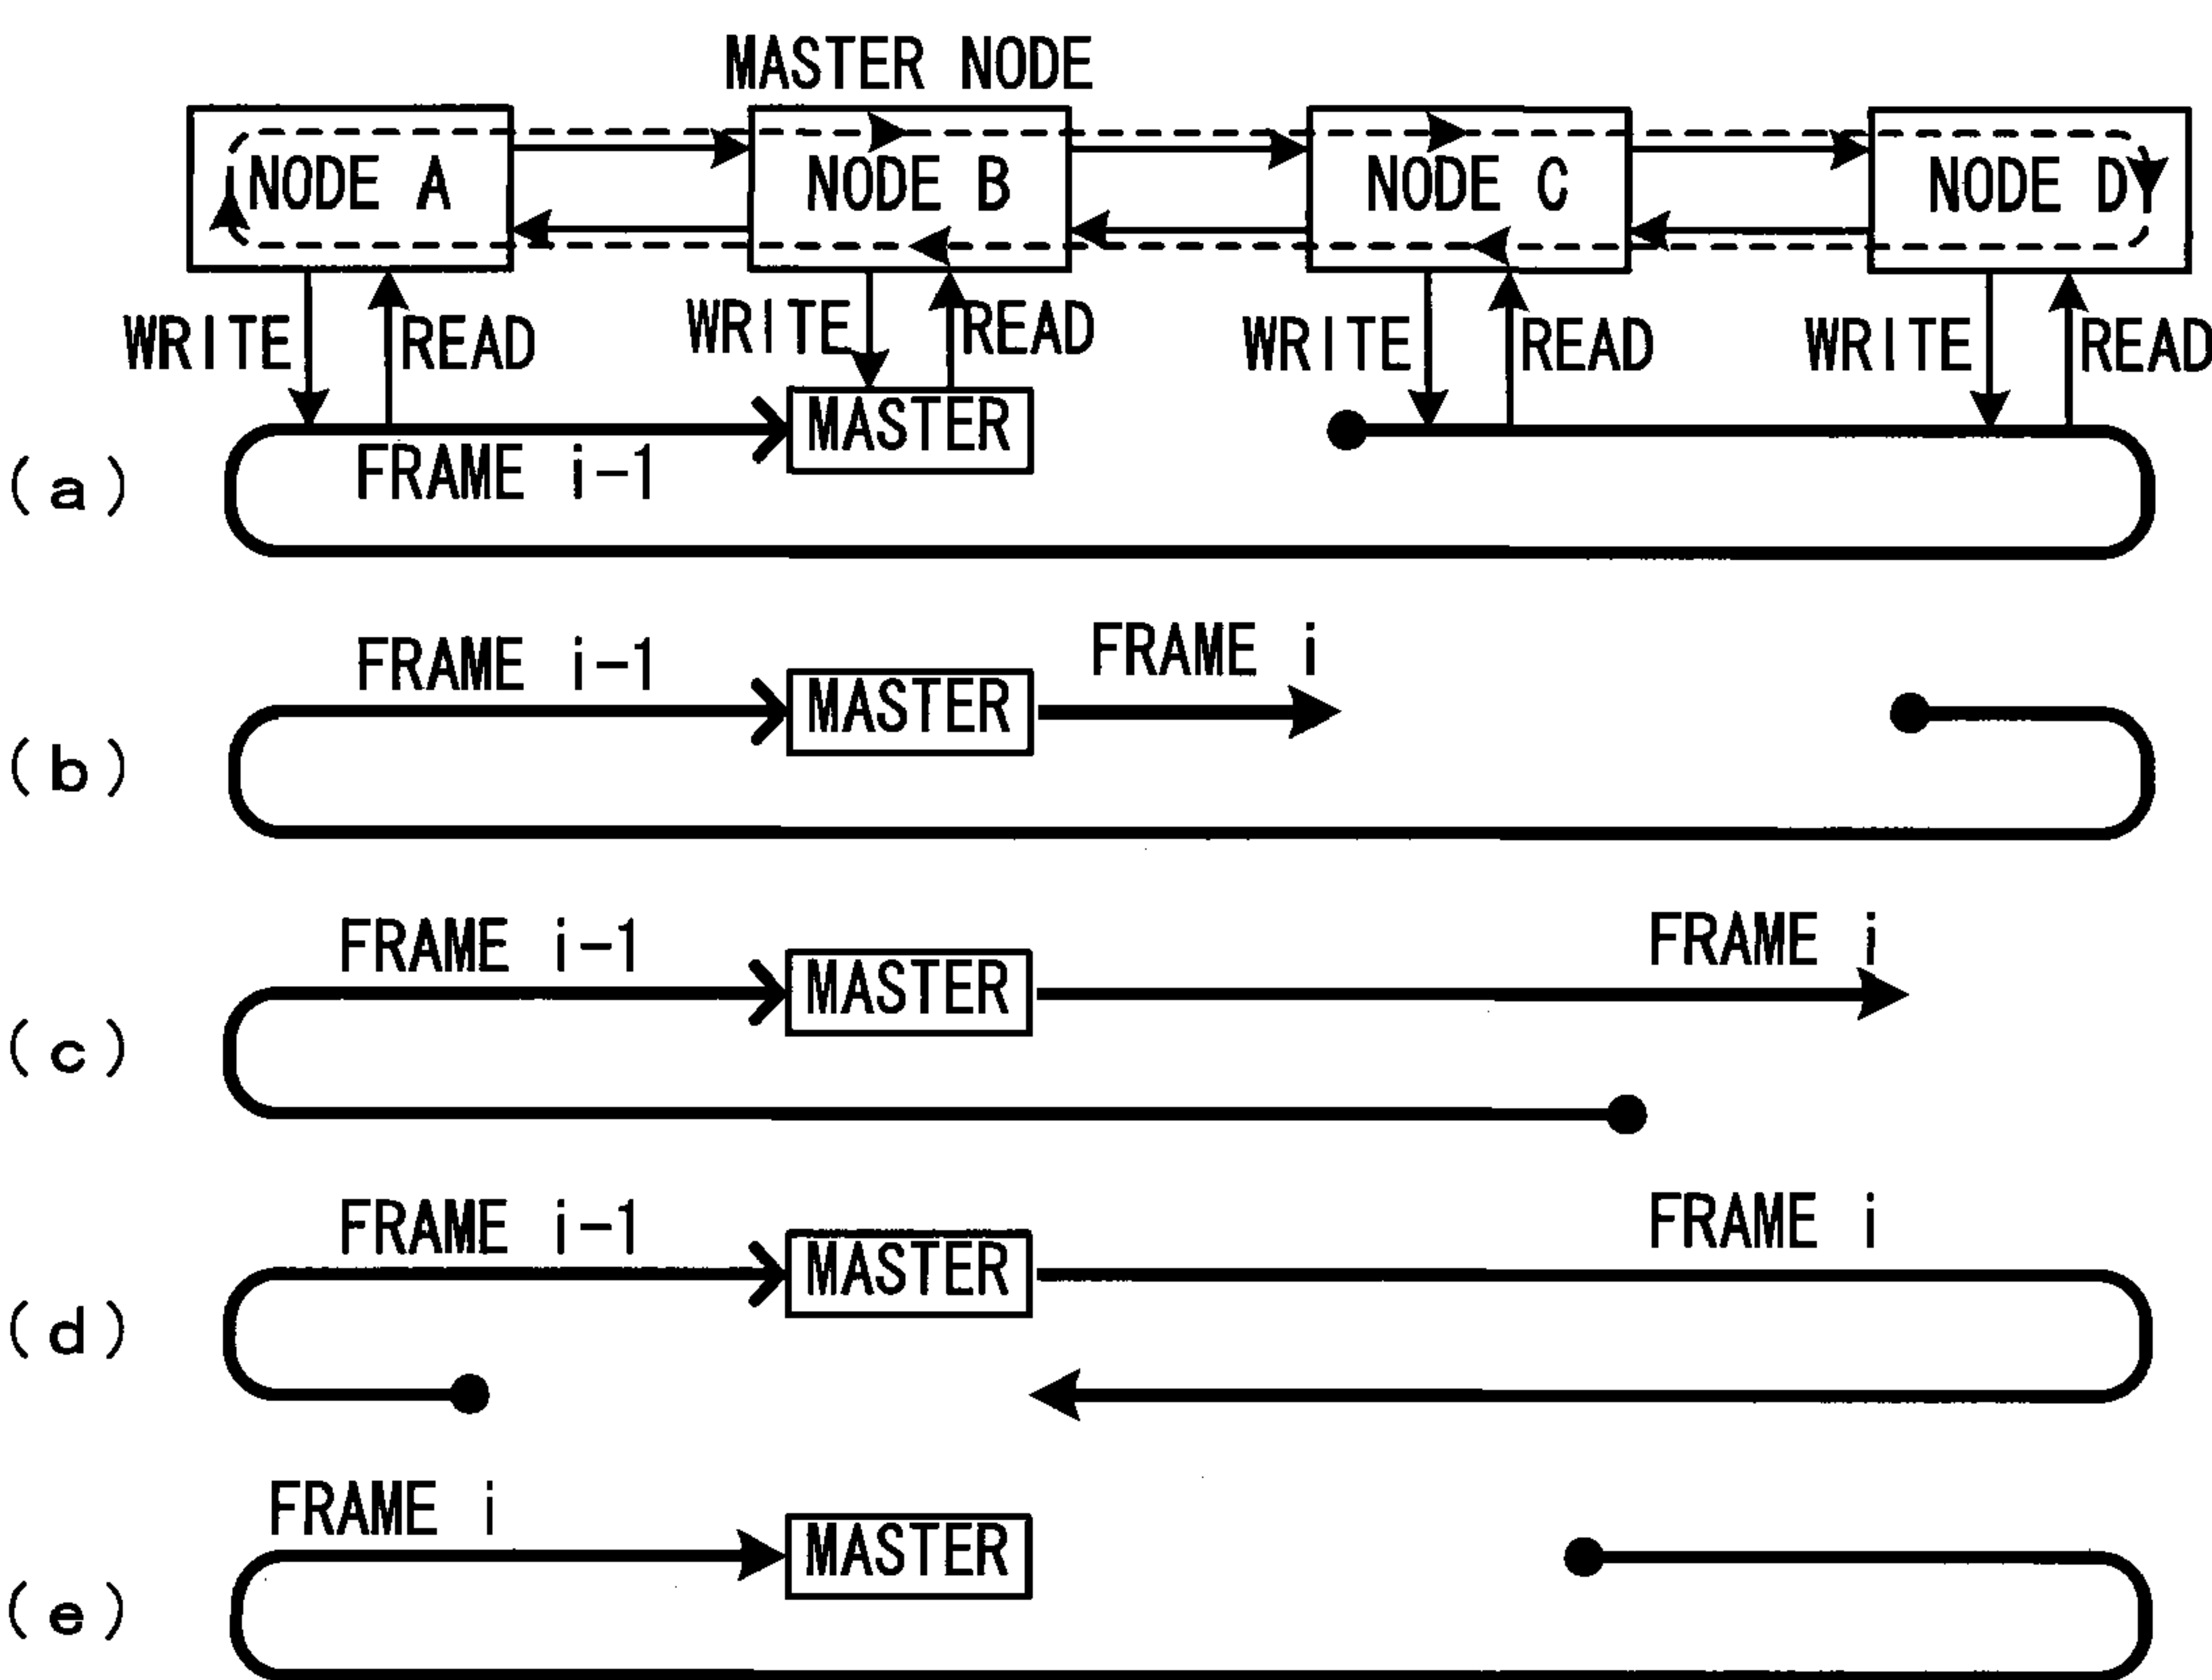 MASTER NODE
NODE A NODE B NODE C NODE D
WRITE READ WRITE READ WRITE READ WRITE READ
MASTER
(a) FRAME i-1
FRAME i-1 FRAME i
MASTER
(b)
FRAME i-1 FRAME i
MASTER
(c)
FRAME i-1 FRAME i
MASTER
(d)
FRAME i
MASTER
(e)